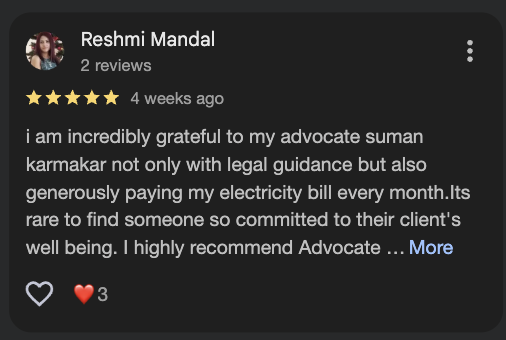 Reshmi Mandal
2 reviews
4 weeks ago
i am incredibly grateful to my advocate suman
karmakar not only with legal guidance but also
generously paying my electricity bill every month.Its
rare to find someone so committed to their client's
well being. I highly recommend Advocate … More
3